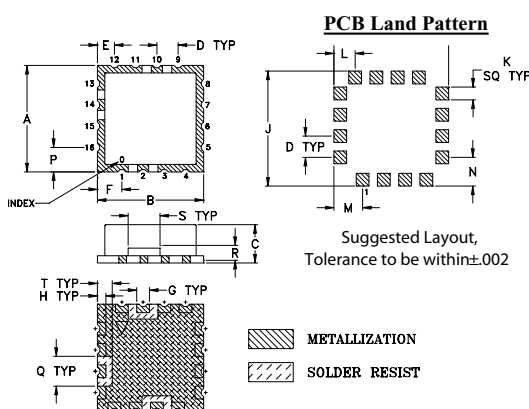 PCB Land Pattern
E
D TYP
12 11 10 9
L
K
SQ TYP
13
14
15
16
8
7
6
5
A
P
0
1 2 3 4
F
INDEX
B
J
D TYP
N
1
M
S TYP
R
C
Suggested Layout,
Tolerance to be within±.002
T TYP
H TYP
G TYP
Q TYP
METALLIZATION
SOLDER RESIST